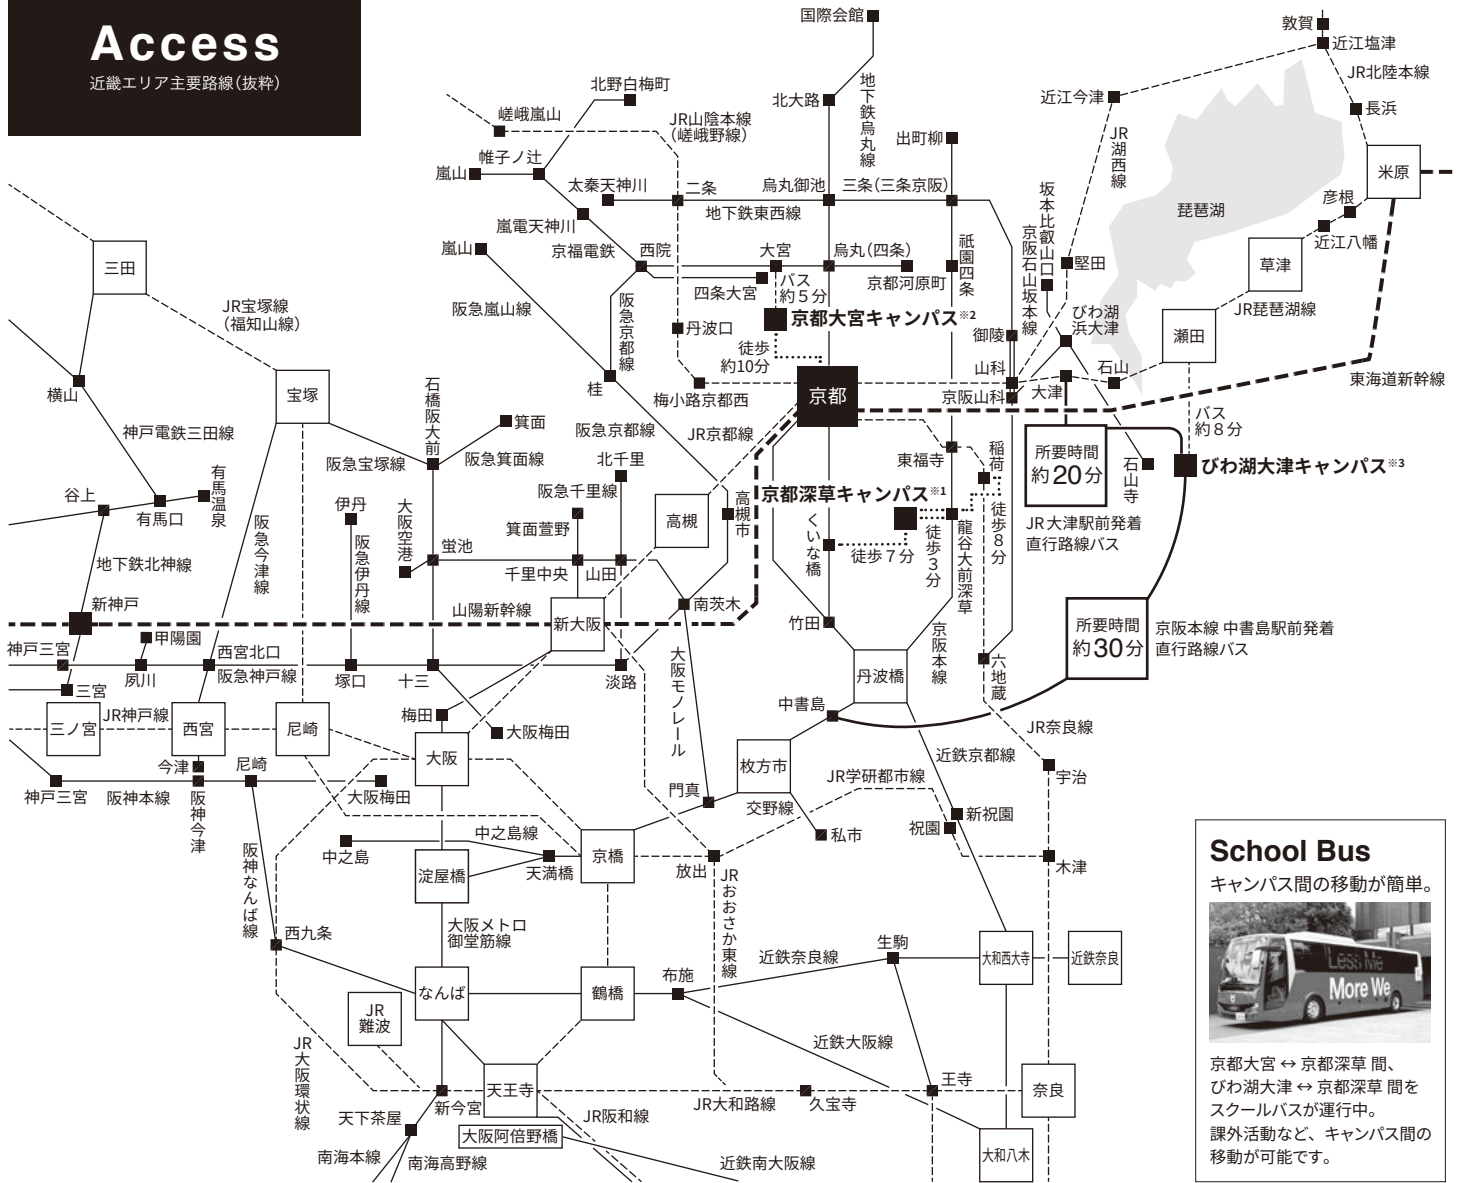 Access
近畿エリア主要路線(抜粋)
国際会館
敦賀
近江塩津
JR北陸本線
北野白梅町
北大路
地下鉄烏丸線
近江今津
長浜
嵯峨嵐山
JR山陰本線
(嵯峨野線)
出町柳
JR湖西線
帷子ノ辻
嵐山
太秦天神川
二条
烏丸御池
三条(三条京阪)
米原
坂本比叡山口
彦根
嵐電天神川
地下鉄東西線
琵琶湖
近江八幡
嵐山
京福電鉄
西院
大宮
烏丸(四条)
祇園四条
京阪石山坂本線
堅田
草津
三田
四条大宮
バス
約5分
京都河原町
JR宝塚線
(福知山線)
阪急嵐山線
阪急京都線
丹波口
京都大宮キャンパス※2
御陵
びわ湖
浜大津
JR琵琶湖線
瀬田
徒歩
約10分
山科
石山
東海道新幹線
横山
宝塚
石橋阪大前
桂
梅小路京都西
京都
京阪山科
大津
バス
約8分
神戸電鉄三田線
箕面
阪急京都線
JR京都線
阪急宝塚線
阪急箕面線
北千里
東福寺
稲荷
所要時間
約20分
石山寺
びわ湖大津キャンパス※3
谷上
有馬温泉
有馬口
伊丹
大阪空港
阪急千里線
箕面萱野
高槻
高槻市
京都深草キャンパス※1
JR大津駅前発着
直行路線バス
阪急今津線
阪急伊丹線
蛍池
くいな橋
徒歩7分
徒歩3分
龍谷大前深草
徒歩8分
地下鉄北神線
千里中央
山田
新神戸
山陽新幹線
新大阪
南茨木
竹田
京阪本線
所要時間
約30分
京阪本線 中書島駅前発着
直行路線バス
神戸三宮
甲陽園
西宮北口
夙川
阪急神戸線
塚口
十三
淡路
大阪モノレール
丹波橋
六地蔵
三宮
三ノ宮
JR神戸線
西宮
尼崎
梅田
大阪梅田
中書島
JR奈良線
今津
尼崎
大阪
枚方市
近鉄京都線
宇治
神戸三宮
阪神本線
阪神今津
大阪梅田
門真
交野線
JR学研都市線
私市
新祝園
祝園
中之島線
中之島
天満橋
京橋
放出
木津
阪神なんば線
淀屋橋
JRおおさか東線
西九条
大阪メトロ
御堂筋線
なんば
鶴橋
布施
近鉄奈良線
生駒
大和西大寺
近鉄奈良
JR
難波
JR大阪環状線
近鉄大阪線
天下茶屋
新今宮
天王寺
JR阪和線
JR大和路線
久宝寺
王寺
奈良
大阪阿倍野橋
南海本線
南海高野線
近鉄南大阪線
大和八木
School Bus
キャンパス間の移動が簡単。
Less Me
More We
京都大宮 ↔ 京都深草 間、
びわ湖大津 ↔ 京都深草 間を
スクールバスが運行中。
課外活動など、キャンパス間の
移動が可能です。